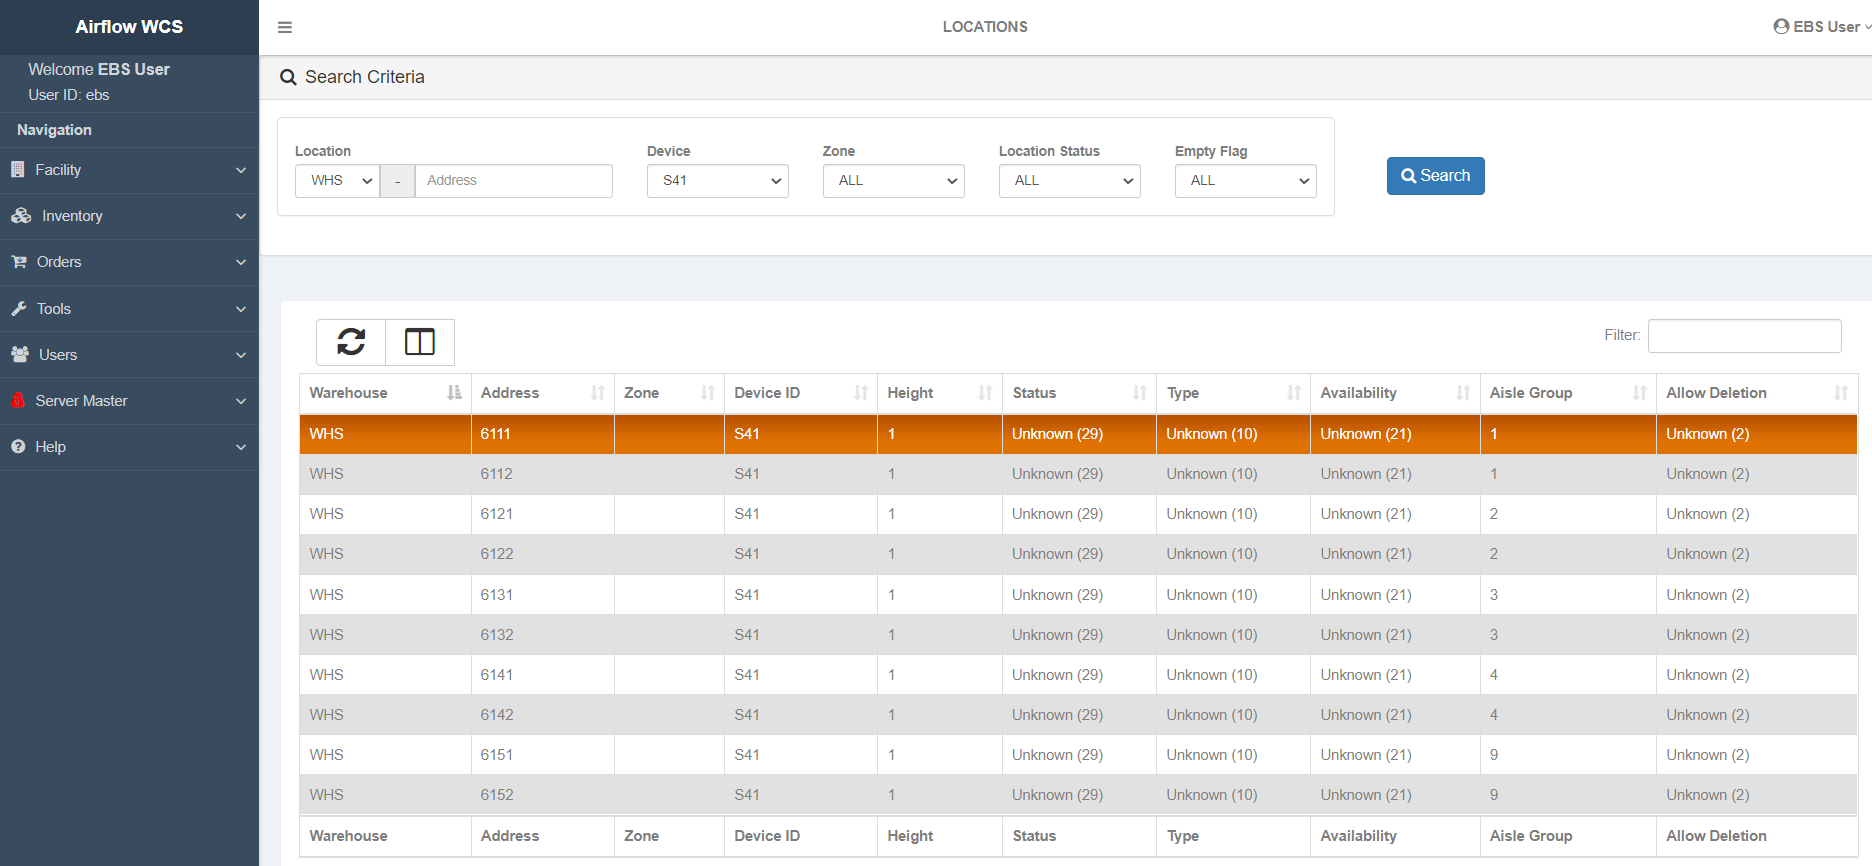 Airflow WCS
LOCATIONS
EBS User
Welcome EBS User
User ID: ebs
Navigation
Facility
Inventory
Orders
Tools
Users
Server Master
Help
Search Criteria
Location Device Zone Location Status Empty Flag
WHS - Address S41 ALL ALL ALL Search
Filter:
Warehouse Address Zone Device ID Height Status Type Availability Aisle Group Allow Deletion
WHS 6111 S41 1 Unknown (29) Unknown (10) Unknown (21) 1 Unknown (2)
WHS 6112 S41 1 Unknown (29) Unknown (10) Unknown (21) 1 Unknown (2)
WHS 6121 S41 1 Unknown (29) Unknown (10) Unknown (21) 2 Unknown (2)
WHS 6122 S41 1 Unknown (29) Unknown (10) Unknown (21) 2 Unknown (2)
WHS 6131 S41 1 Unknown (29) Unknown (10) Unknown (21) 3 Unknown (2)
WHS 6132 S41 1 Unknown (29) Unknown (10) Unknown (21) 3 Unknown (2)
WHS 6141 S41 1 Unknown (29) Unknown (10) Unknown (21) 4 Unknown (2)
WHS 6142 S41 1 Unknown (29) Unknown (10) Unknown (21) 4 Unknown (2)
WHS 6151 S41 1 Unknown (29) Unknown (10) Unknown (21) 9 Unknown (2)
WHS 6152 S41 1 Unknown (29) Unknown (10) Unknown (21) 9 Unknown (2)
Warehouse Address Zone Device ID Height Status Type Availability Aisle Group Allow Deletion